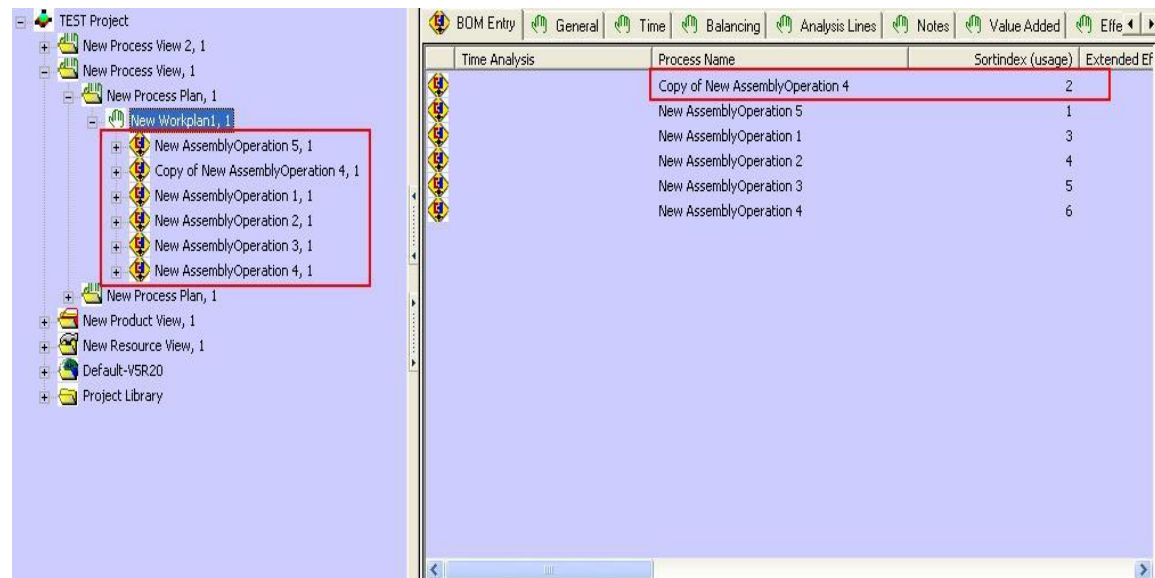 TEST Project
New Process View 2, 1
New Process View, 1
New Process Plan, 1
New Workplan1, 1
New AssemblyOperation 5, 1
Copy of New AssemblyOperation 4, 1
New AssemblyOperation 1, 1
New AssemblyOperation 2, 1
New AssemblyOperation 3, 1
New AssemblyOperation 4, 1
New Process Plan, 1
New Product View, 1
New Resource View, 1
Default-V5R20
Project Library
BOM Entry General Time Balancing Analysis Lines Notes Value Added Effe
Time Analysis Process Name Sortindex (usage) Extended Ef
Copy of New AssemblyOperation 4 2
New AssemblyOperation 5 1
New AssemblyOperation 1 3
New AssemblyOperation 2 4
New AssemblyOperation 3 5
New AssemblyOperation 4 6